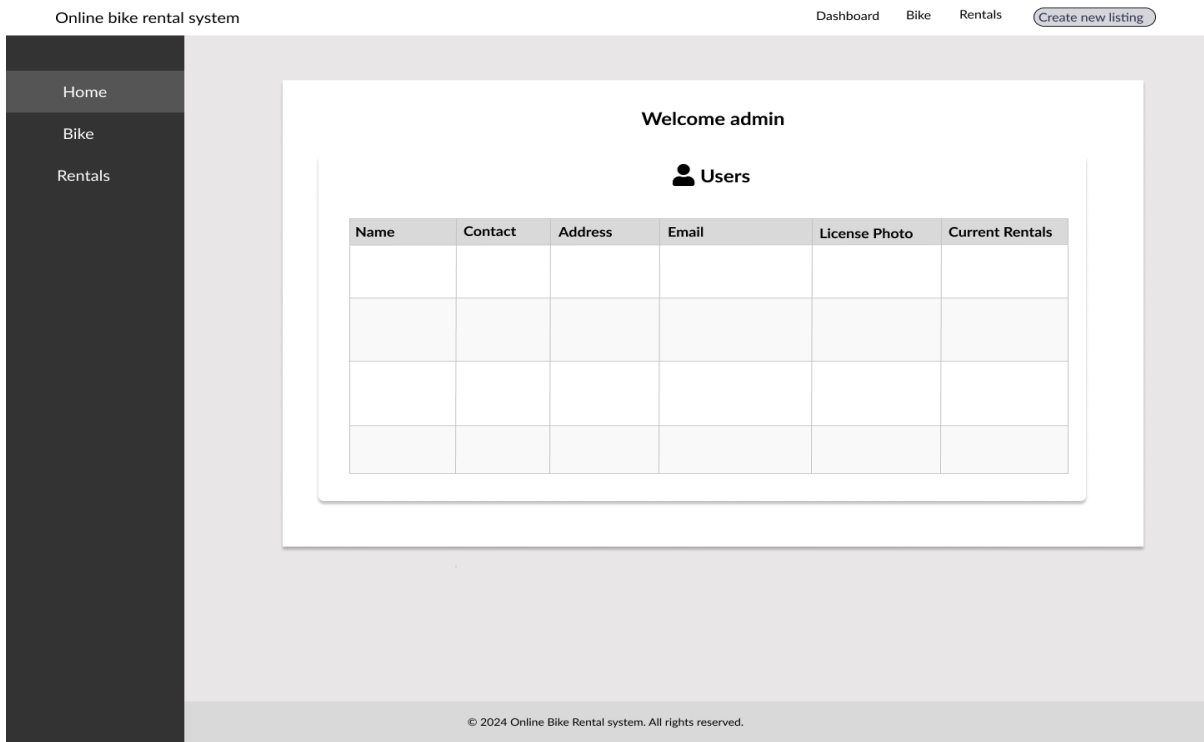 Online bike rental system
Dashboard Bike Rentals Create new listing
Home
Bike
Rentals
Welcome admin
Users
Name Contact Address Email License Photo Current Rentals
© 2024 Online Bike Rental system. All rights reserved.